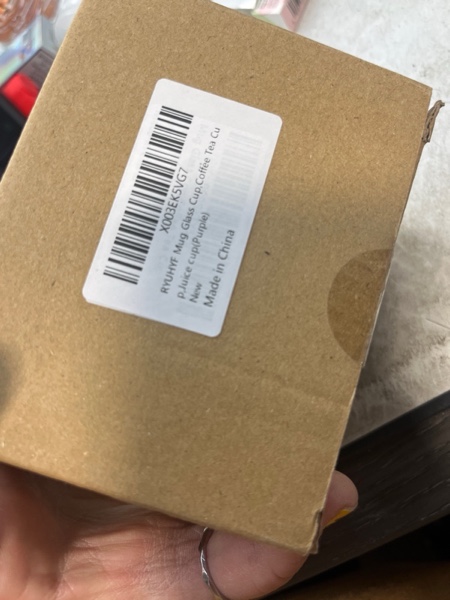 X003EK5VG7
RYUHYF Mug Glass Cup,Coffee Tea Cu
p,Juice cup(Purple)
New
Made in China